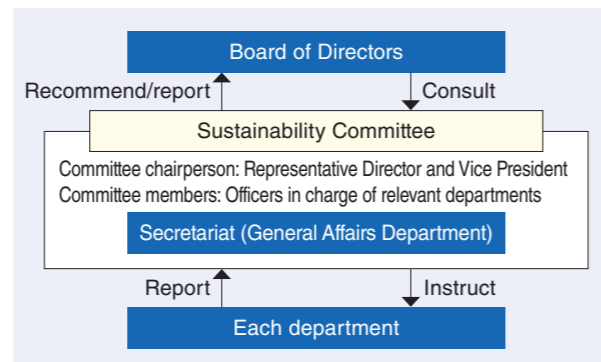 Board of Directors
Recommend/report
Consult
Sustainability Committee
Committee chairperson: Representative Director and Vice President
Committee members: Officers in charge of relevant departments
Secretariat (General Affairs Department)
Report
Instruct
Each department